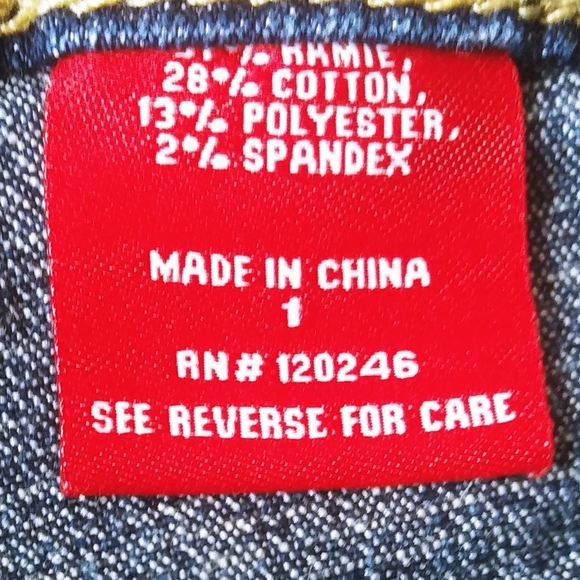 % RAMIE,
28% COTTON,
13% POLYESTER,
2% SPANDEX
MADE IN CHINA
1
RN# 120246
SEE REVERSE FOR CARE